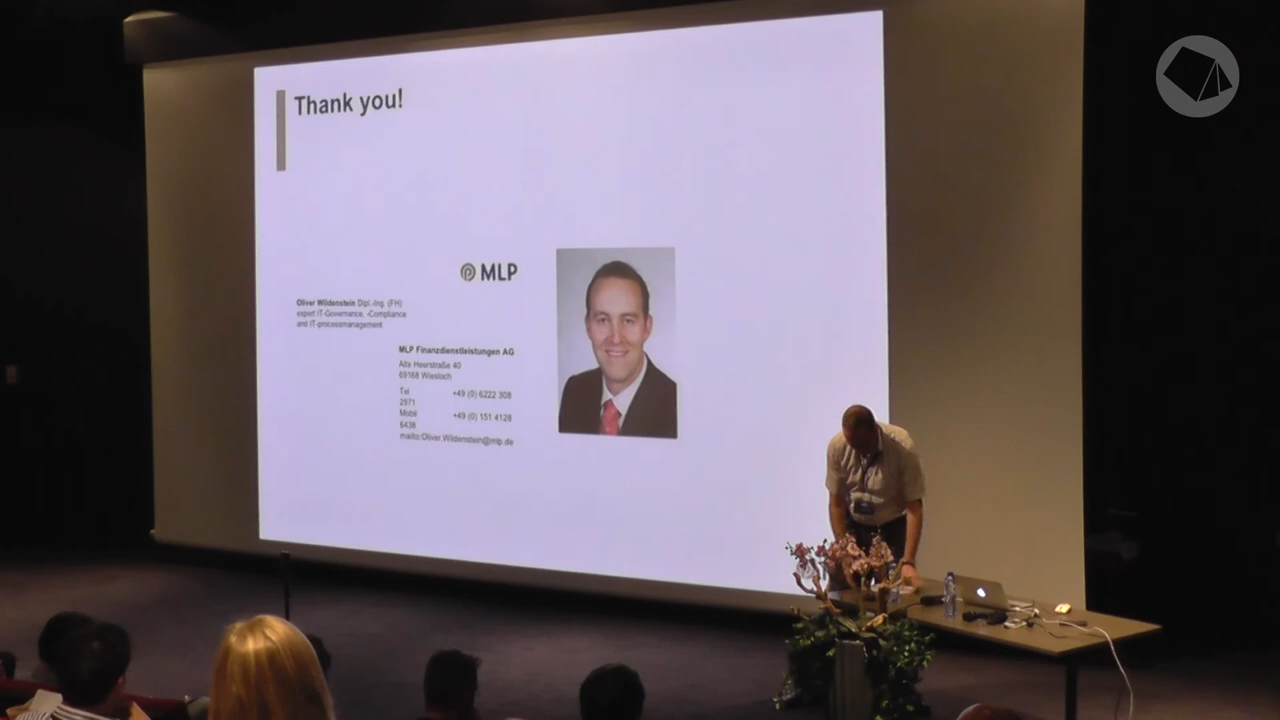 Thank you!
MLP
Oliver Wildenstein Dipl.-Ing. (FH)
expert IT-Governance, -Compliance
and IT-processmanagement
MLP Finanzdienstleistungen AG
Alte Heerstraße 40
69168 Wiesloch
Tel +49 (0) 6222 308
2971
Mobil +49 (0) 151 4128
6438
mailto:Oliver.Wildenstein@mlp.de